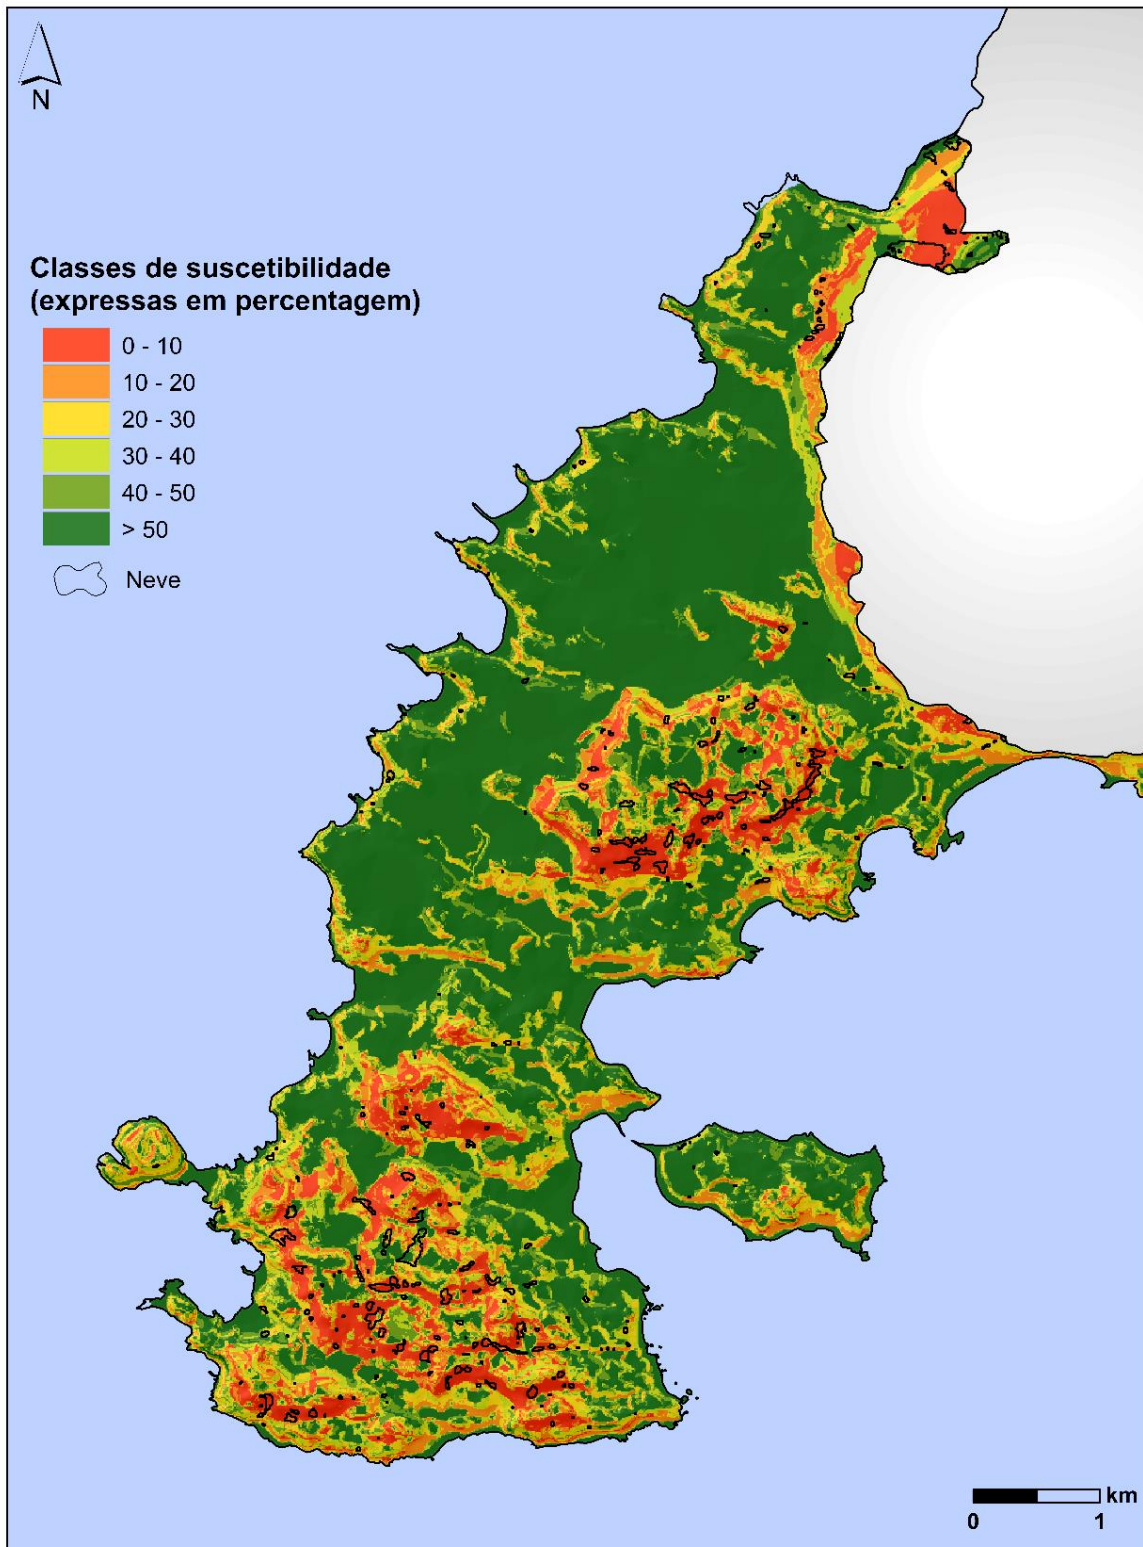 N
Classes de suscetibilidade
(expressas em percentagem)
0 - 10
10 - 20
20 - 30
30 - 40
40 - 50
> 50
Neve
km
0 1